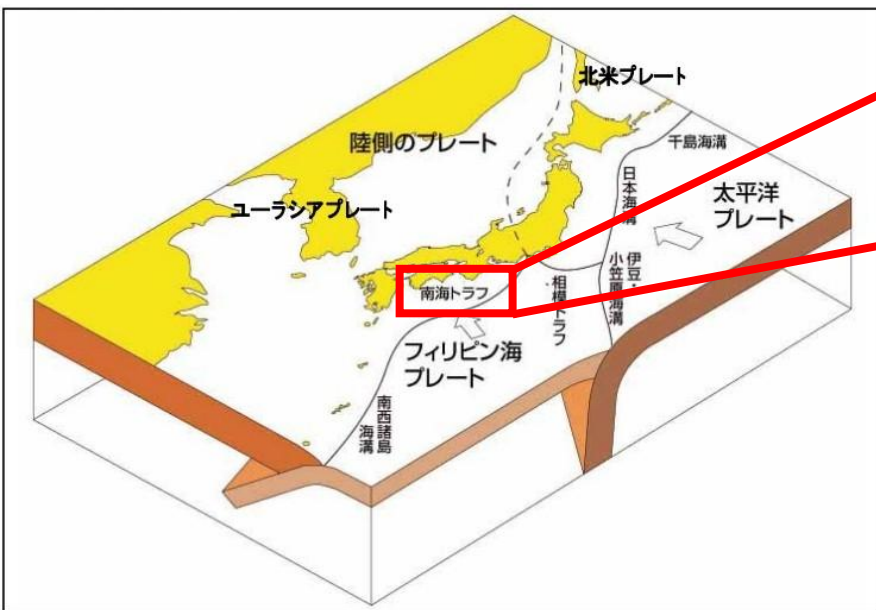 北米プレート
千島海溝
陸側のプレート
日本海溝
太平洋
プレート
ユーラシアプレート
伊豆・
小笠原海溝
南海トラフ
相模トラフ
フィリピン海
プレート
南西諸島
海溝